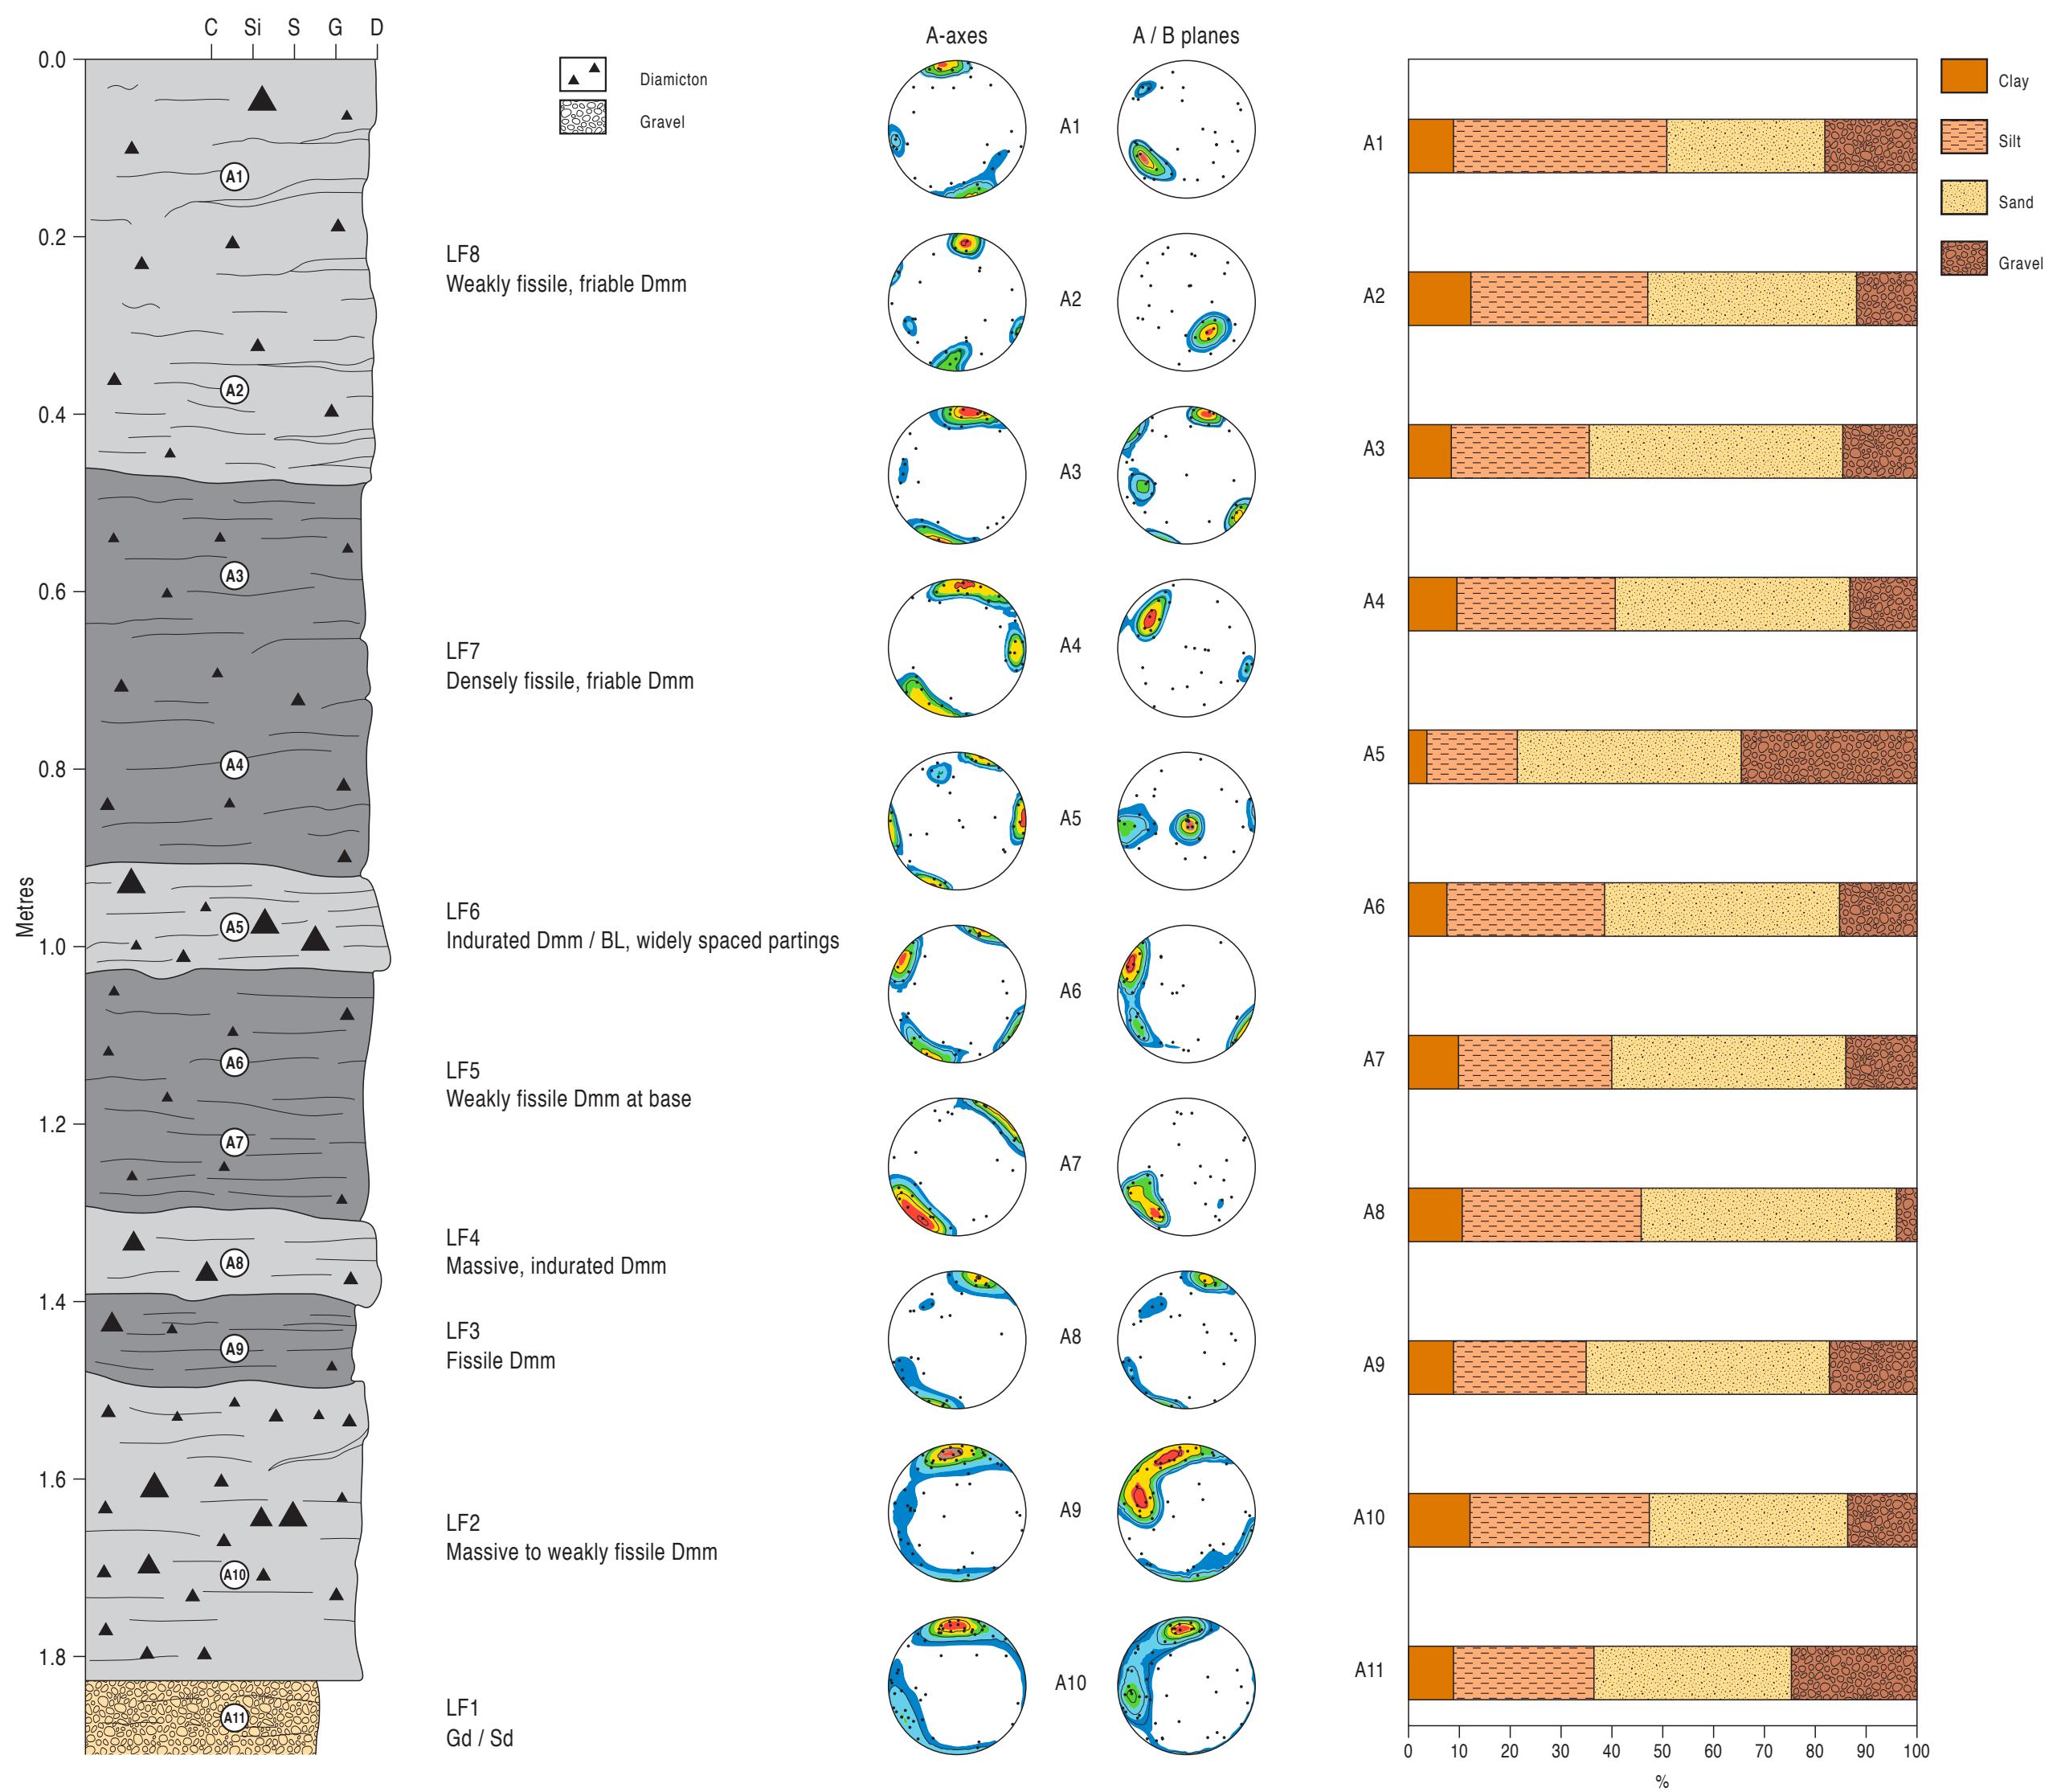 C Si S G D
0.0
0.2
0.4
0.6
0.8
1.0
1.2
1.4
1.6
1.8
Metres
A1
A2
A3
A4
A5
A6
A7
A8
A9
A10
A11
Diamicton
Gravel
LF8
Weakly fissile, friable Dmm
LF7
Densely fissile, friable Dmm
LF6
Indurated Dmm / BL, widely spaced partings
LF5
Weakly fissile Dmm at base
LF4
Massive, indurated Dmm
LF3
Fissile Dmm
LF2
Massive to weakly fissile Dmm
LF1
Gd / Sd
A-axes A / B planes
A1
A2
A3
A4
A5
A6
A7
A8
A9
A10
A1
A2
A3
A4
A5
A6
A7
A8
A9
A10
A11
0 10 20 30 40 50 60 70 80 90 100
%
Clay
Silt
Sand
Gravel